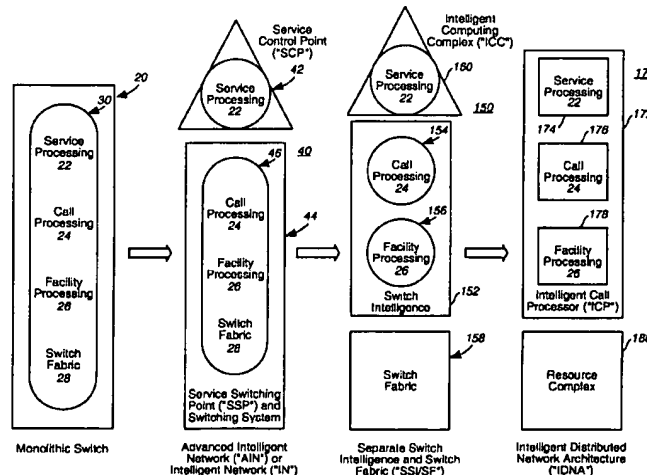 20
30
Service
Processing
22
Call
Processing
24
Facility
Processing
26
Switch
Fabric
28
Monolithic Switch
Service
Control Point
("SCP")
42
Service
Processing
22
46
40
Call
Processing
24
44
Facility
Processing
26
Switch
Fabric
28
Service Switching
Point ("SSP") and
Switching System
Advanced Intelligent
Network ("AIN") or
Intelligent Network ("IN")
Intelligent Computing
Complex ("ICC")
160
Service
Processing
22
150
154
Call
Processing
24
156
Facility
Processing
26
Switch
Intelligence
152
158
Switch
Fabric
Separate Switch
Intelligence and Switch
Fabric ("SSI/SF")
Service
Processing
22
174
176
Call
Processing
24
178
Facility
Processing
26
Intelligent Call
Processor ("ICP")
180
Resource
Complex
Intelligent Distributed
Network Architecture
("IDNA")